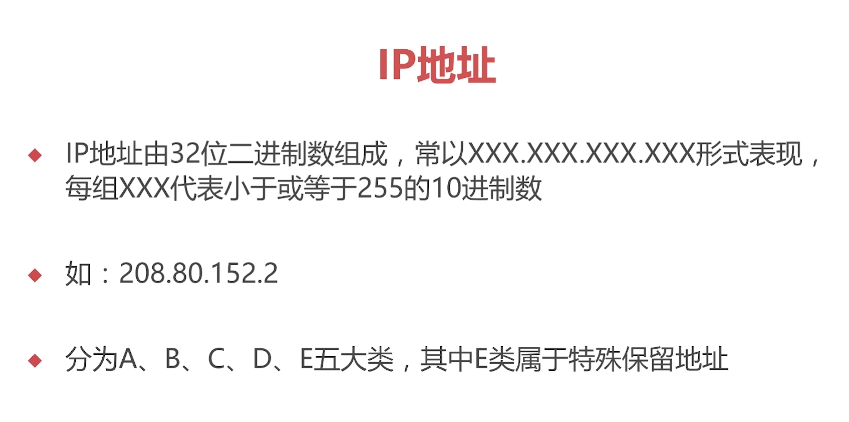 IP地址
IP地址由32位二进制数组成，常以XXX.XXX.XXX.XXX形式表现，
每组XXX代表小于或等于255的10进制数
如：208.80.152.2
分为A、B、C、D、E五大类，其中E类属于特殊保留地址